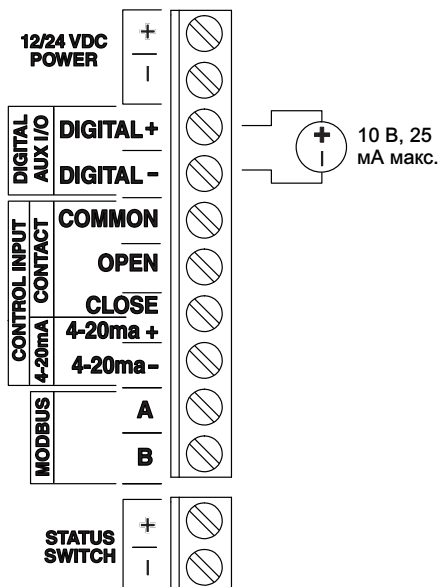 12/24 VDC
POWER
+
–
DIGITAL
AUX I/O
DIGITAL+
DIGITAL–
+
–
10 В, 25
мА макс.
CONTROL INPUT
CONTACT
COMMON
OPEN
CLOSE
4-20mA
4-20ma +
4-20ma–
MODBUS
A
B
STATUS
SWITCH
+
–